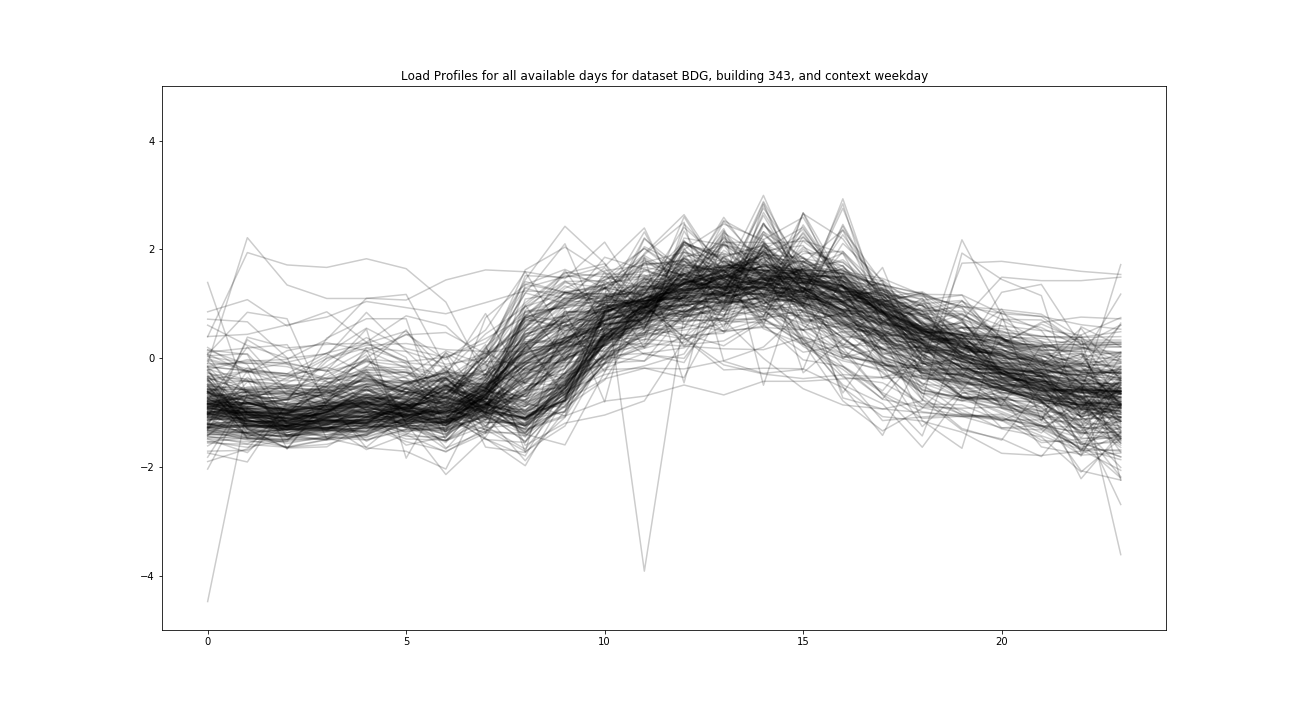 Load Profiles for all available days for dataset BDG, building 343, and context weekday
4
2
0
−2
−4
0 5 10 15 20